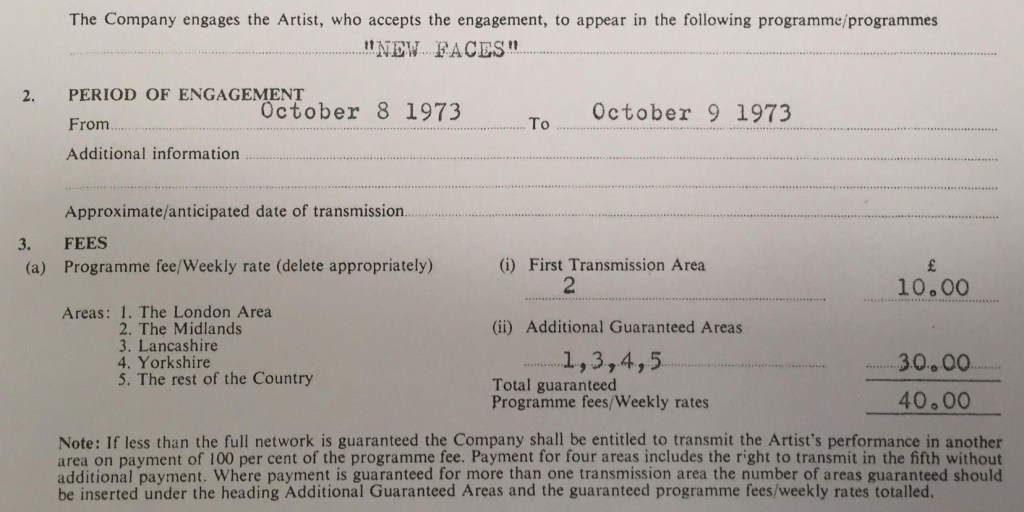 The Company engages the Artist, who accepts the engagement, to appear in the following programme/programmes
"NEW FACES"
2. PERIOD OF ENGAGEMENT
From October 8 1973 To October 9 1973
Additional information
Approximate/anticipated date of transmission
3. FEES
(a) Programme fee/Weekly rate (delete appropriately) (i) First Transmission Area £
2 10.00
Areas: 1. The London Area
2. The Midlands (ii) Additional Guaranteed Areas
3. Lancashire
4. Yorkshire 1,3,4,5 30.00
5. The rest of the Country
Total guaranteed
Programme fees/Weekly rates 40.00
Note: If less than the full network is guaranteed the Company shall be entitled to transmit the Artist's performance in another
area on payment of 100 per cent of the programme fee. Payment for four areas includes the right to transmit in the fifth without
additional payment. Where payment is guaranteed for more than one transmission area the number of areas guaranteed should
be inserted under the heading Additional Guaranteed Areas and the guaranteed programme fees/weekly rates totalled.